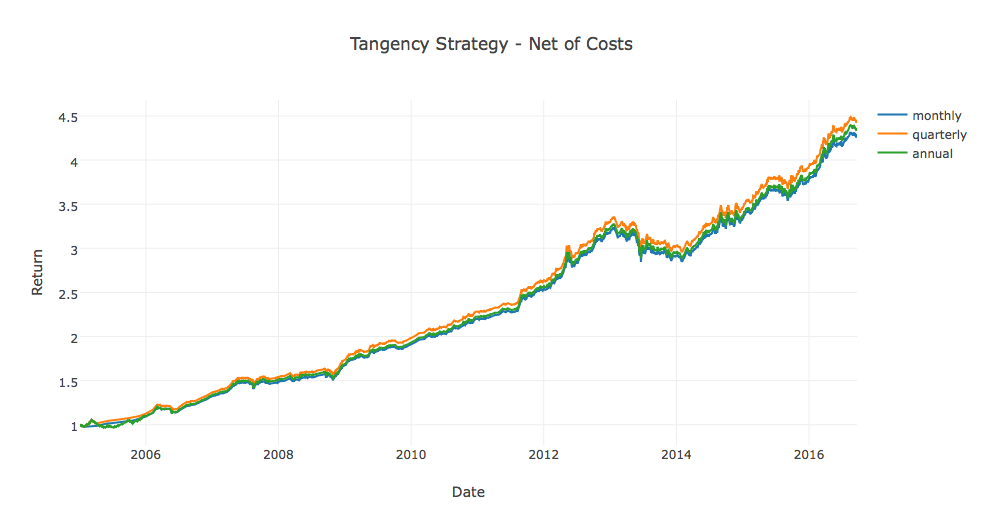 Tangency Strategy - Net of Costs
monthly
quarterly
annual
4.5
4
3.5
3
2.5
2
1.5
1
Return
2006
2008
2010
2012
2014
2016
Date